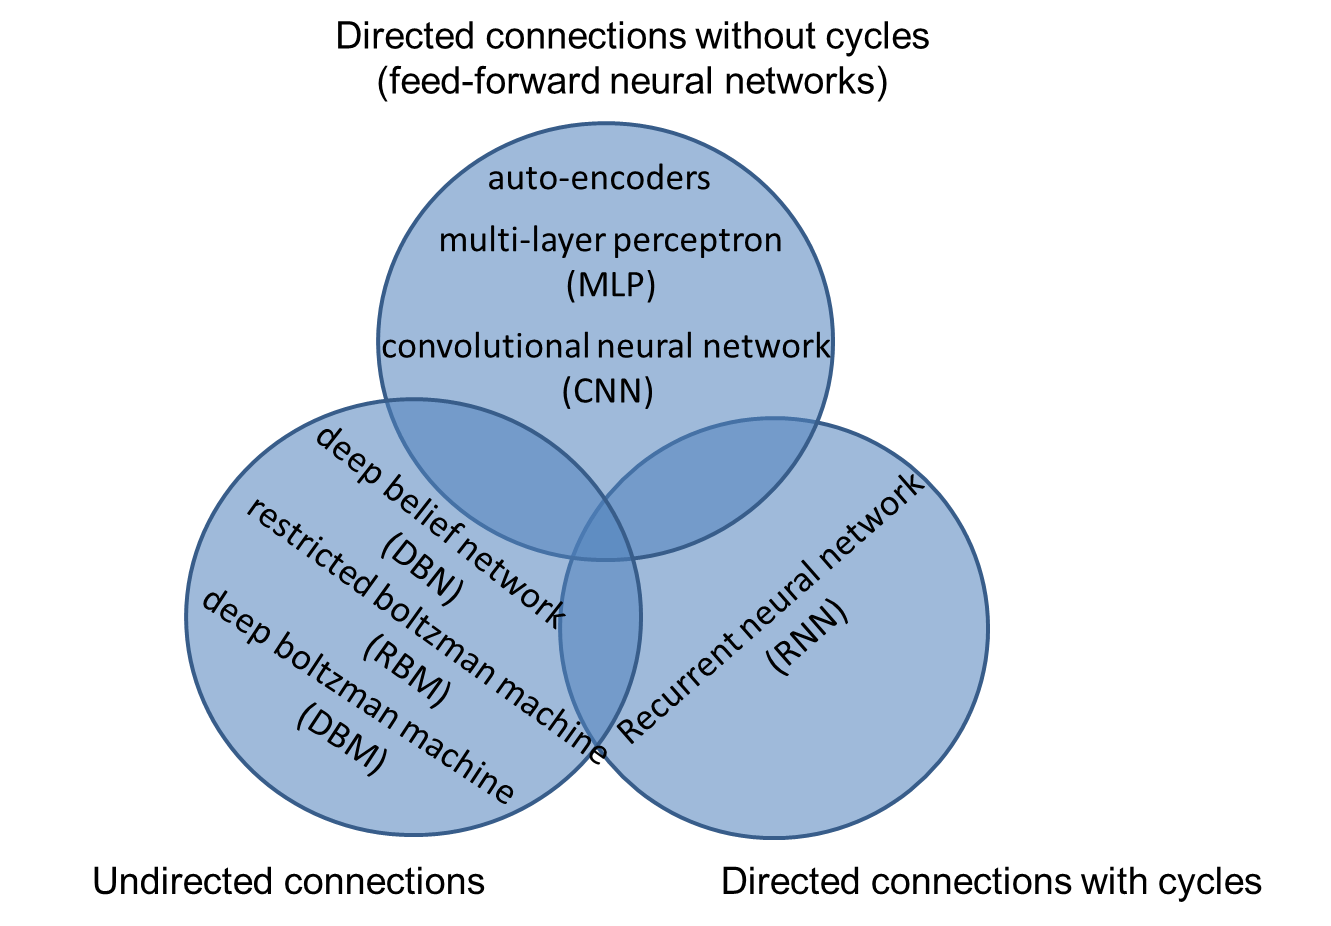 Directed connections without cycles
(feed-forward neural networks)
auto-encoders
multi-layer perceptron
(MLP)
convolutional neural network
(CNN)
deep belief network
(DBN)
restricted boltzman machine
(RBM)
deep boltzman machine
(DBM)
Recurrent neural network
(RNN)
Undirected connections
Directed connections with cycles